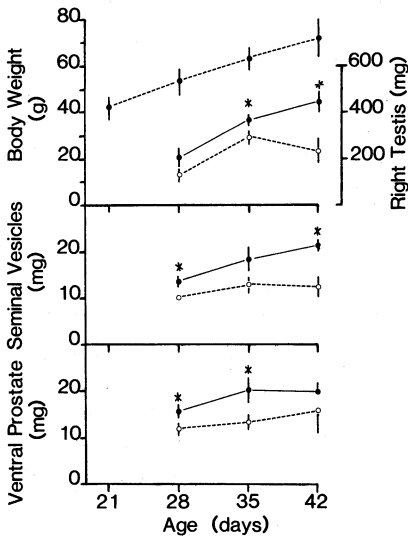 80
60
40
20
0
Body Weight
(g)
600
400
200
Right Testis (mg)
*
*
20
10
0
Seminal Vesicles
(mg)
*
*
20
10
0
Ventral Prostate
(mg)
*
*
21 28 35 42
Age (days)